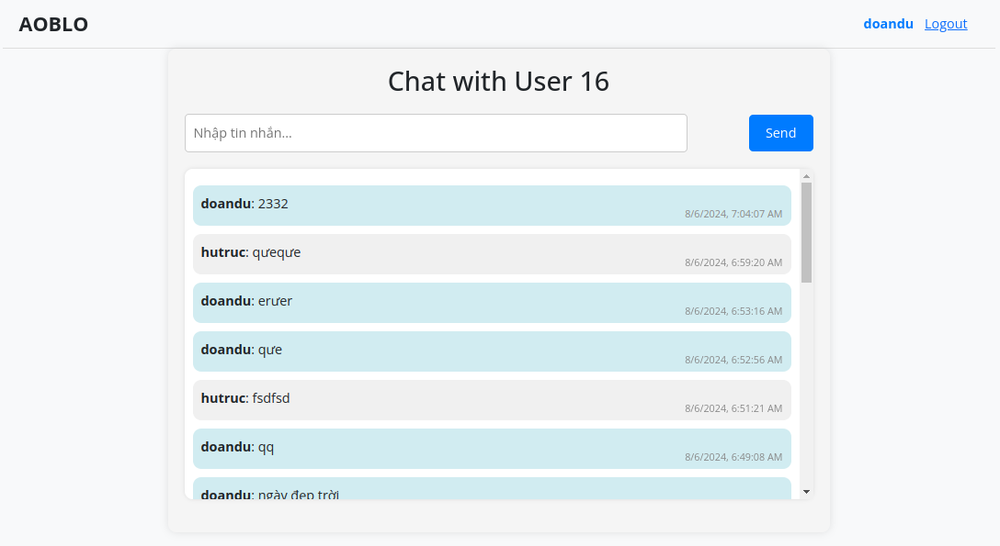 AOBLO
doandu Logout
Chat with User 16
Nhập tin nhắn...
Send
doandu: 2332
8/6/2024, 7:04:07 AM
hutruc: qưeqưe
8/6/2024, 6:59:20 AM
doandu: erưer
8/6/2024, 6:53:16 AM
doandu: qưe
8/6/2024, 6:52:56 AM
hutruc: fsdfsd
8/6/2024, 6:51:21 AM
doandu: qq
8/6/2024, 6:49:08 AM
doandu: ngày đẹp trời